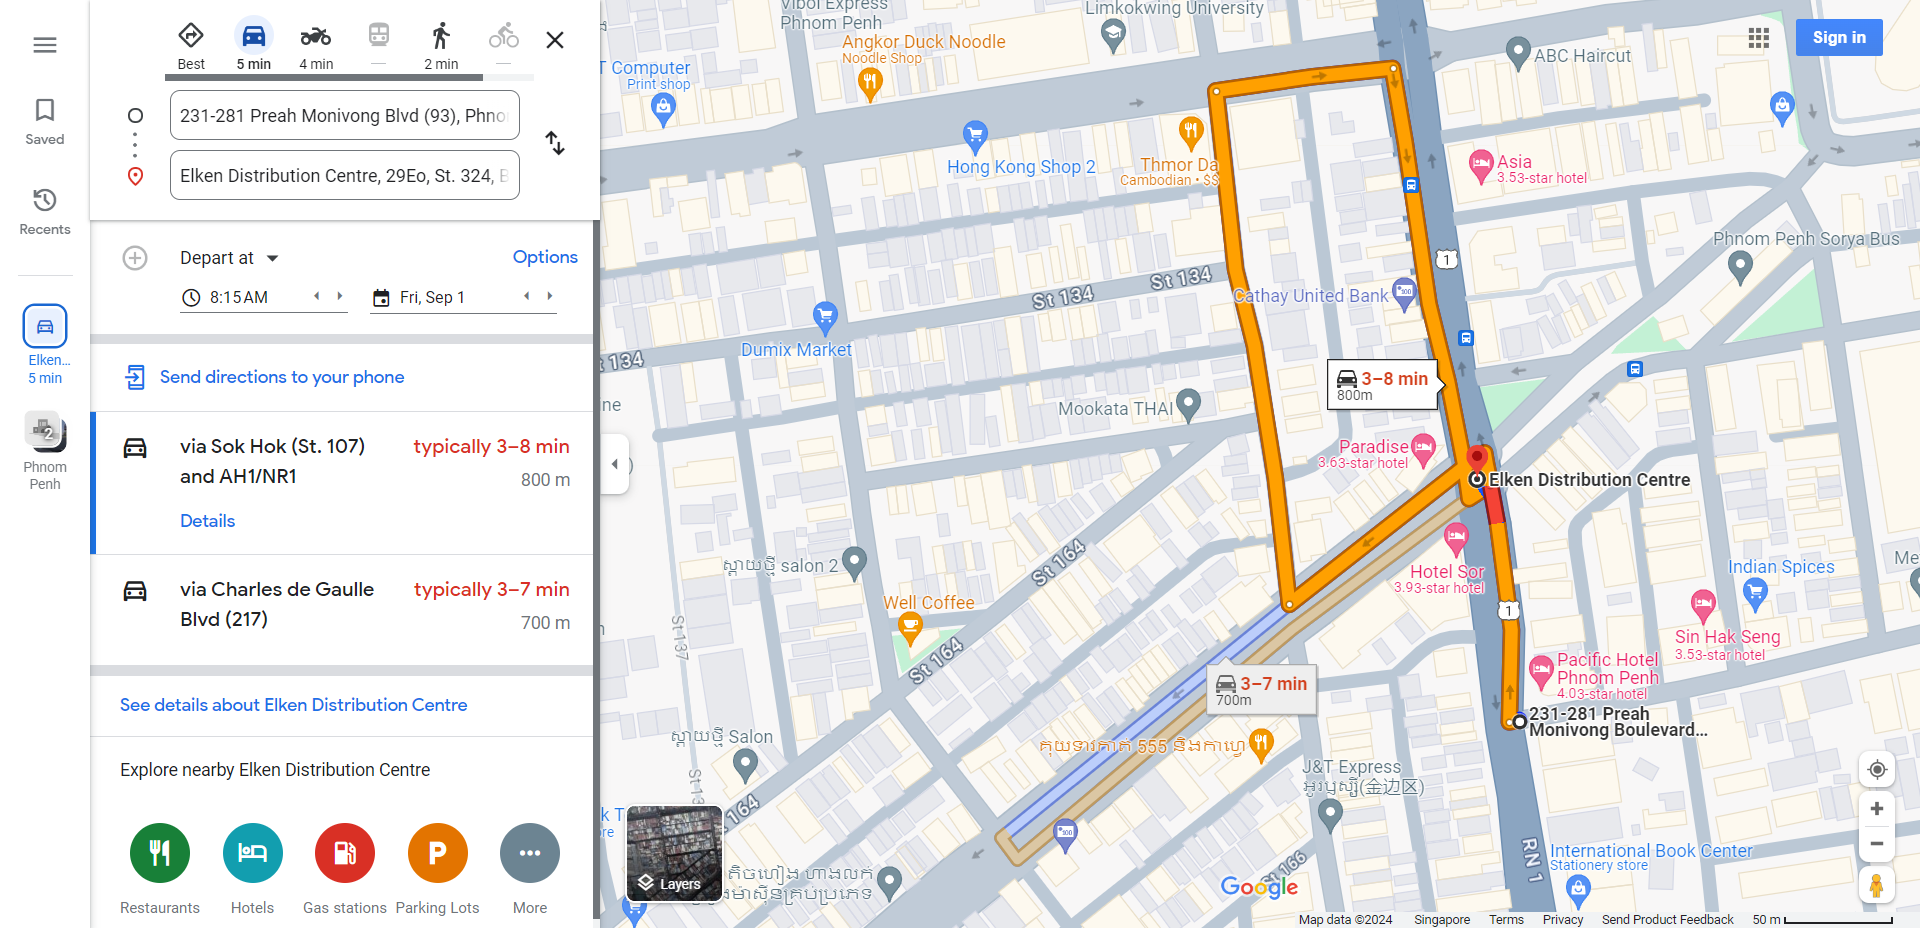 Saved
Recents
Elken...
5 min
2
Phnom
Penh
Best
5 min
4 min
—
2 min
—
231-281 Preah Monivong Blvd (93), Phno
Elken Distribution Centre, 29Eo, St. 324, B
Depart at
Options
8:15 AM
Fri, Sep 1
Send directions to your phone
via Sok Hok (St. 107)
and AH1/NR1
typically 3–8 min
800 m
Details
via Charles de Gaulle
Blvd (217)
typically 3–7 min
700 m
See details about Elken Distribution Centre
Explore nearby Elken Distribution Centre
Restaurants
Hotels
Gas stations
Parking Lots
More
Vibol Express
Phnom Penh
Limkokwing University
Angkor Duck Noodle
Noodle Shop
T Computer
Print shop
ABC Haircut
Sign in
Hong Kong Shop 2
Thmor Da
Cambodian • $$
Asia
3.53-star hotel
Phnom Penh Sorya Bus
1
St 134
St 134
Cathay United Bank
Dumix Market
St 134
3–8 min
800m
Mookata THAI
Paradise
3.63-star hotel
Elken Distribution Centre
St 164
ស្តាយថ្មី salon 2
Hotel Sor
3.93-star hotel
Indian Spices
Well Coffee
1
St 137
St 164
Sin Hak Seng
3.53-star hotel
Pacific Hotel
Phnom Penh
4.03-star hotel
3–7 min
700m
231-281 Preah
Monivong Boulevard...
ស្តាយថ្មី Salon
គុយទាវកាត់ 555 និងកាហ្វេ
J&T Express
អូរឫស្សី(金边区)
St 13
164
RN 1
International Book Center
Stationery store
St 166
Layers
Google
Map data ©2024
Singapore
Terms
Privacy
Send Product Feedback
50 m